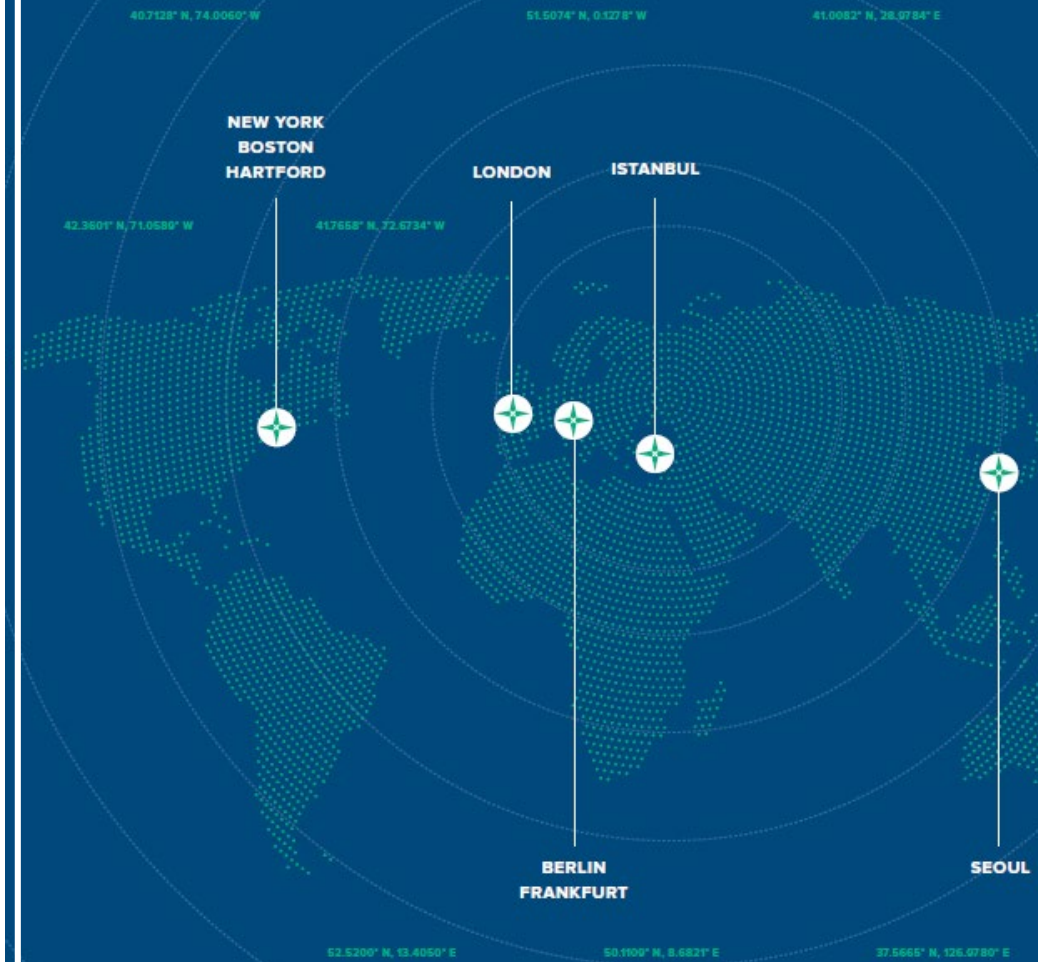 40.7128° N, 74.0060° W
51.5074° N, 0.1278° W
41.0082° N, 28.9784° E
NEW YORK
BOSTON
HARTFORD
LONDON
ISTANBUL
42.3601° N, 71.0589° W
41.7658° N, 72.6734° W
BERLIN
FRANKFURT
SEOUL
52.5200° N, 13.4050° E
50.1109° N, 8.6821° E
37.5665° N, 126.9780° E